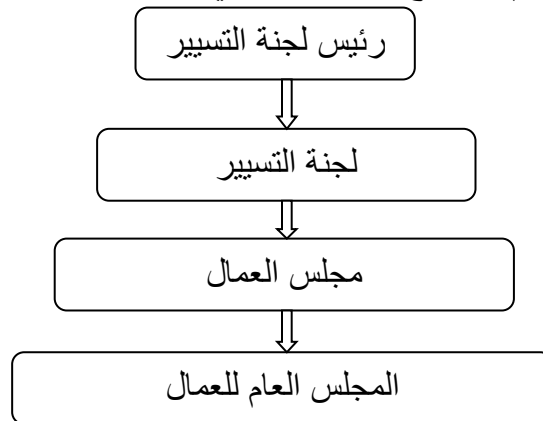 رئيس لجنة التسيير
لجنة التسيير
مجلس العمال
المجلس العام للعمال